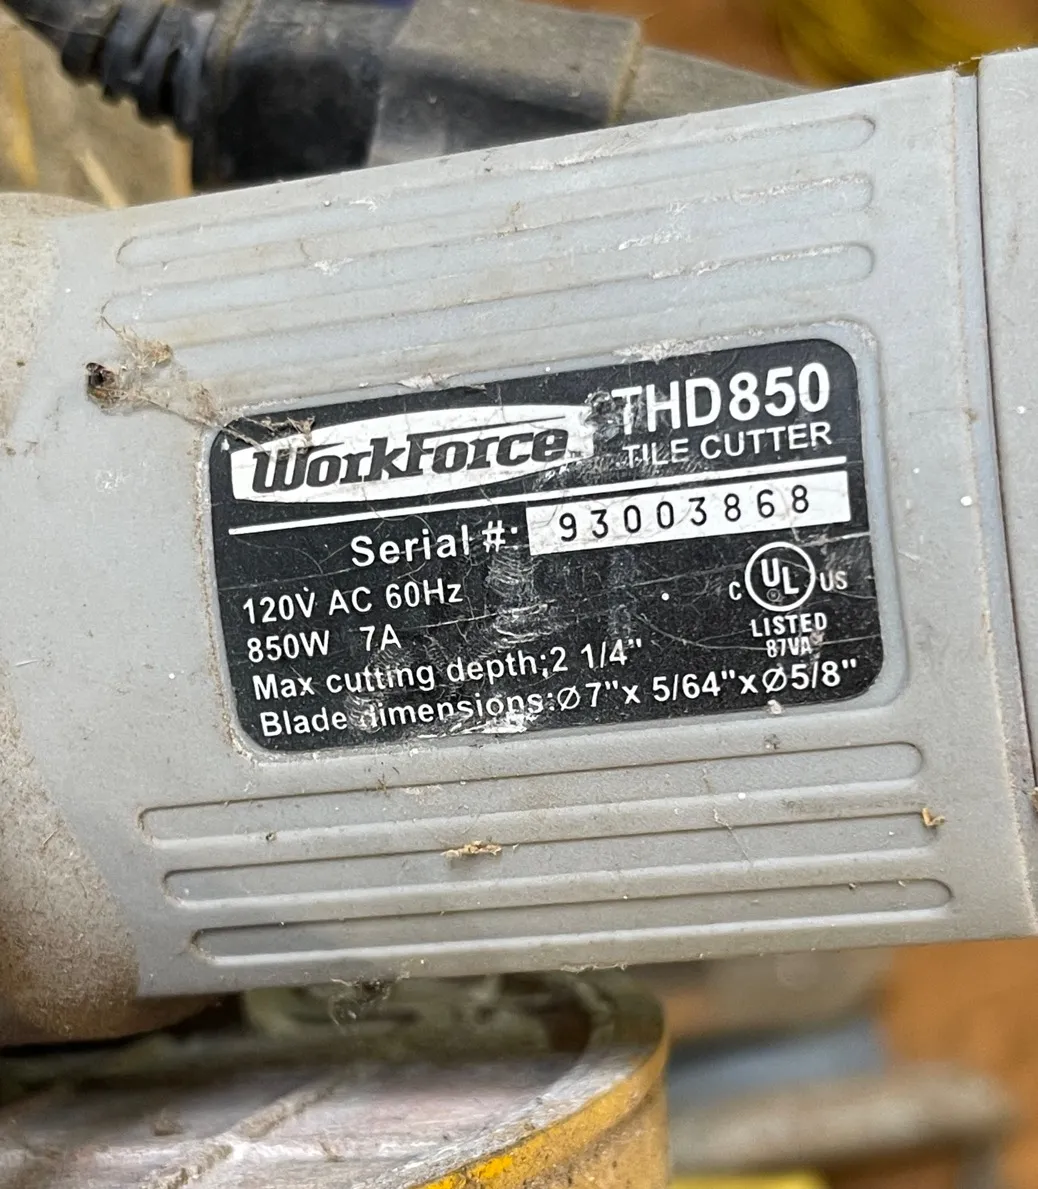 WorkForce THD850
TILE CUTTER
Serial #: 93003868
120V AC 60Hz
850W 7A
C UL US
LISTED
87VA
Max cutting depth;2 1/4"
Blade dimensions:Ø7"x 5/64"xØ5/8"